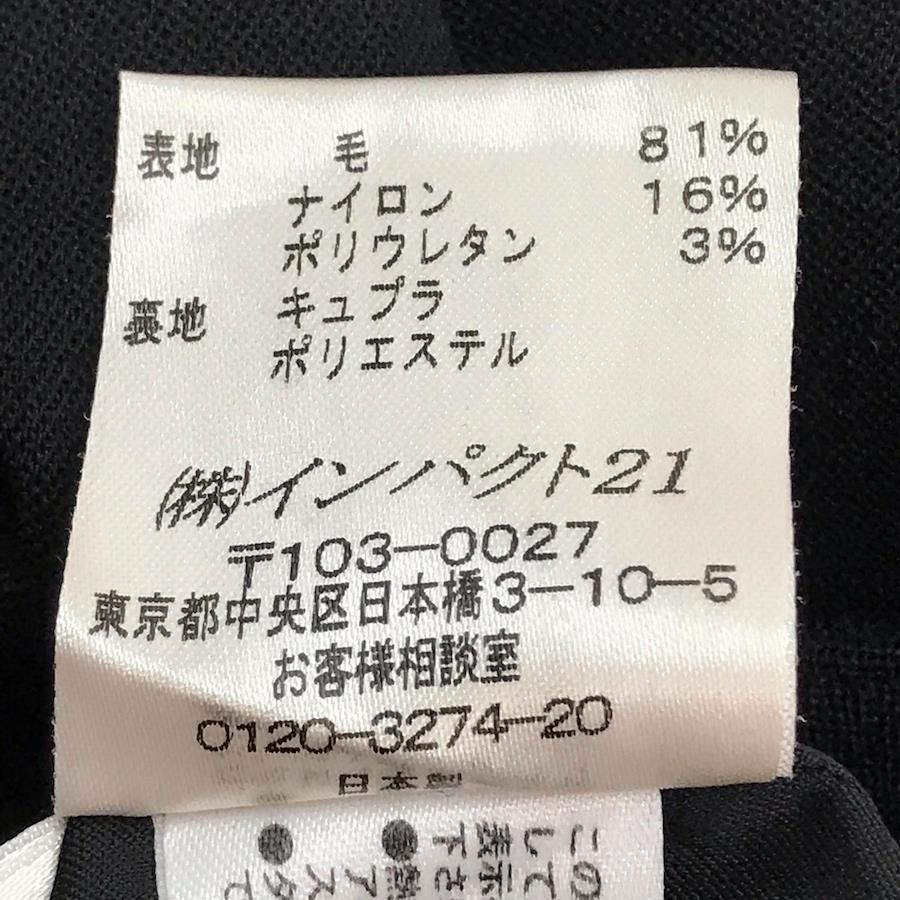 表地 毛 81%
ナイロン 16%
ポリウレタン 3%
裏地 キュプラ
ポリエステル
㈱インパクト21
〒103-0027
東京都中央区日本橋3-10-5
お客様相談室
0120-3274-20
日本製